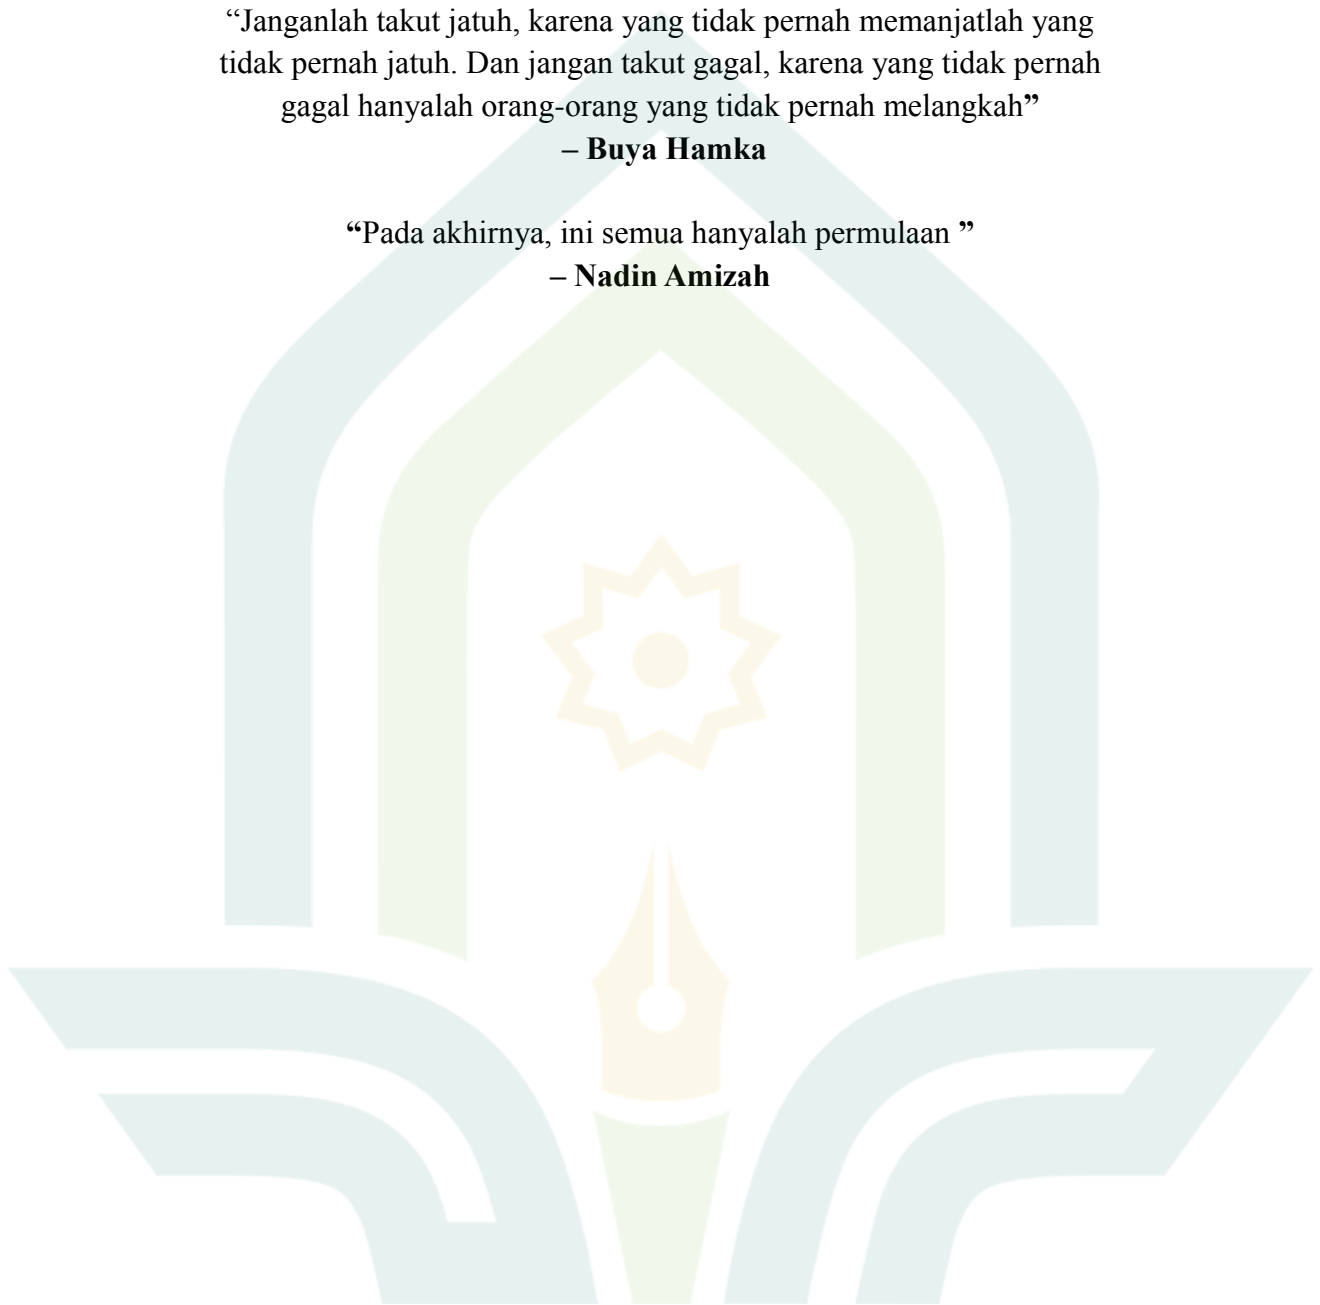 “Janganlah takut jatuh, karena yang tidak pernah memanjatlah yang
tidak pernah jatuh. Dan jangan takut gagal, karena yang tidak pernah
gagal hanyalah orang-orang yang tidak pernah melangkah”
– Buya Hamka
“Pada akhirnya, ini semua hanyalah permulaan ”
– Nadin Amizah